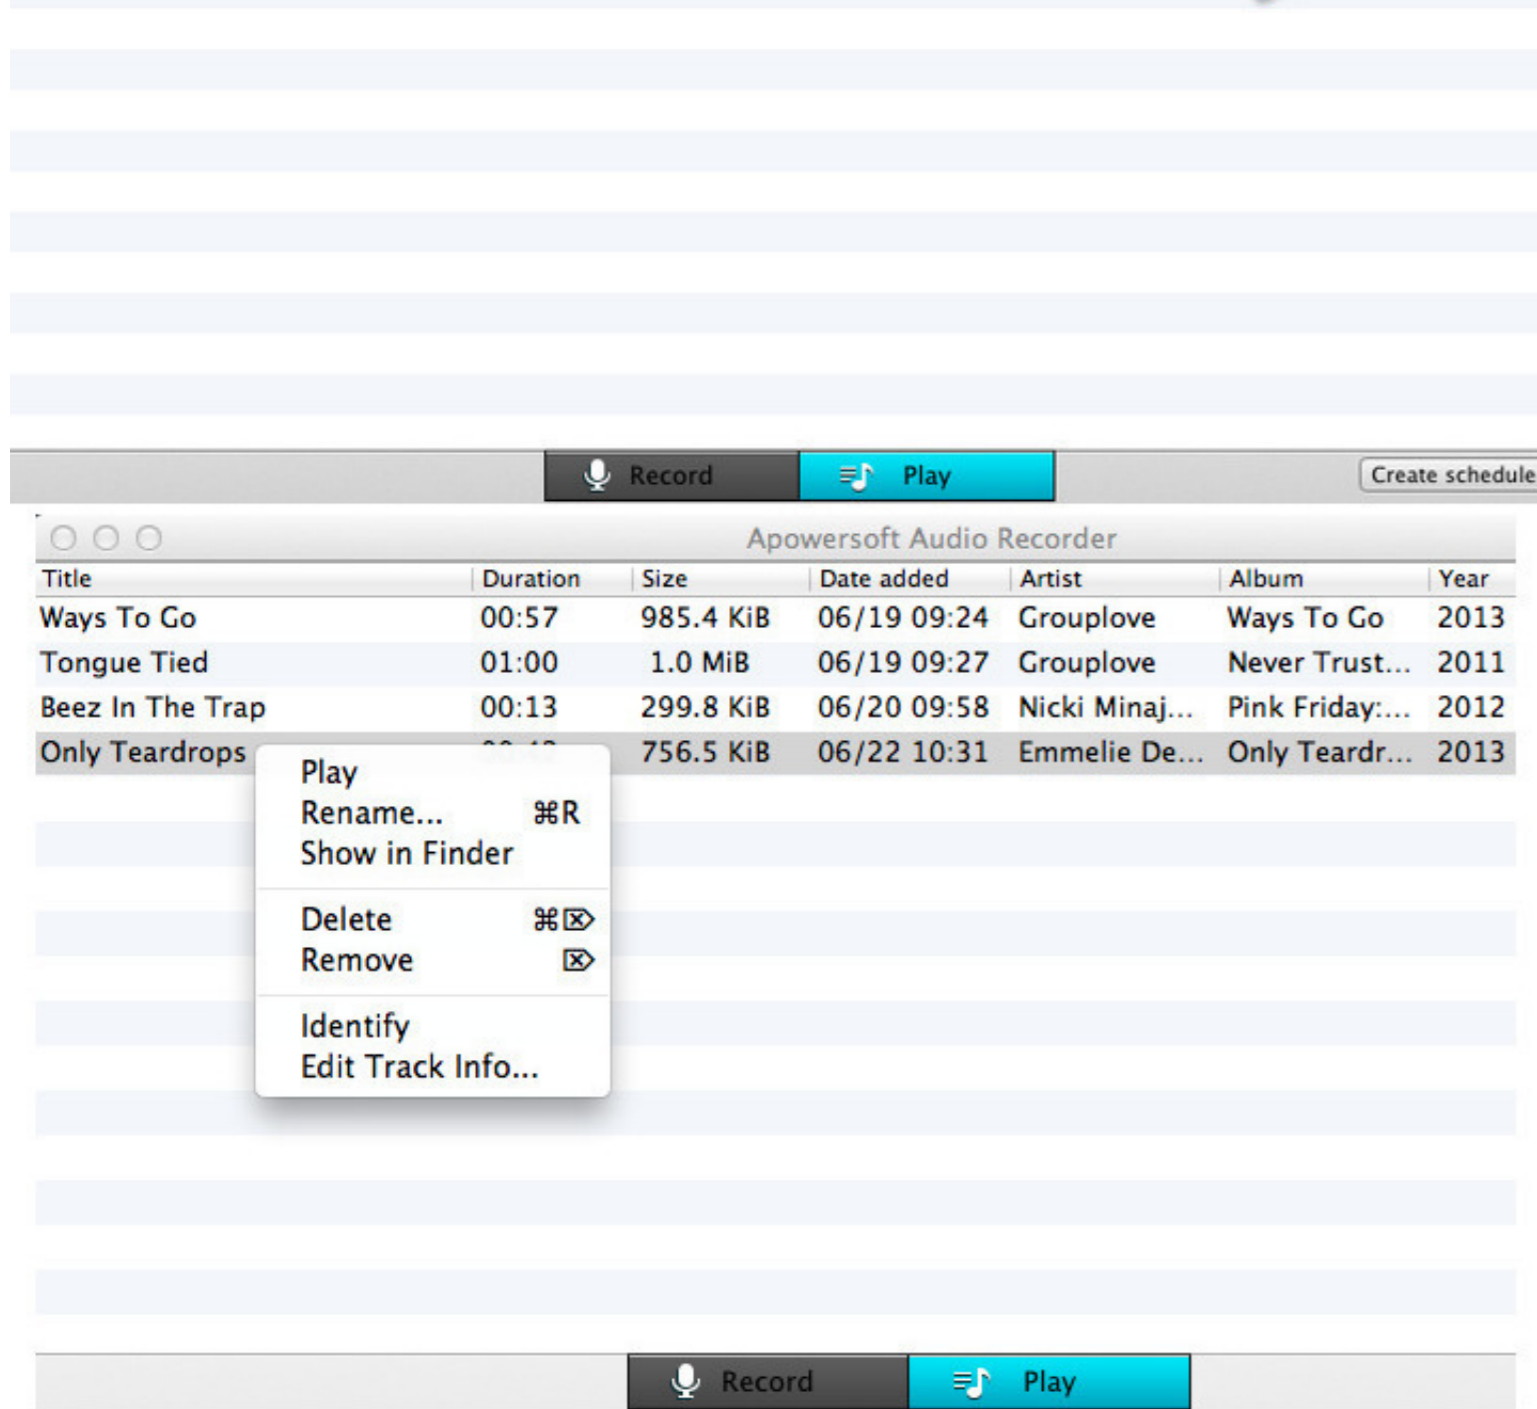 Record Play Create schedule
Apowersoft Audio Recorder
Title Duration Size Date added Artist Album Year
Ways To Go 00:57 985.4 KiB 06/19 09:24 Grouplove Ways To Go 2013
Tongue Tied 01:00 1.0 MiB 06/19 09:27 Grouplove Never Trust... 2011
Beez In The Trap 00:13 299.8 KiB 06/20 09:58 Nicki Minaj... Pink Friday:... 2012
Only Teardrops 756.5 KiB 06/22 10:31 Emmelie De... Only Teardr... 2013
Play
Rename... ⌘R
Show in Finder
Delete ⌘⌦
Remove ⌦
Identify
Edit Track Info...
Record Play